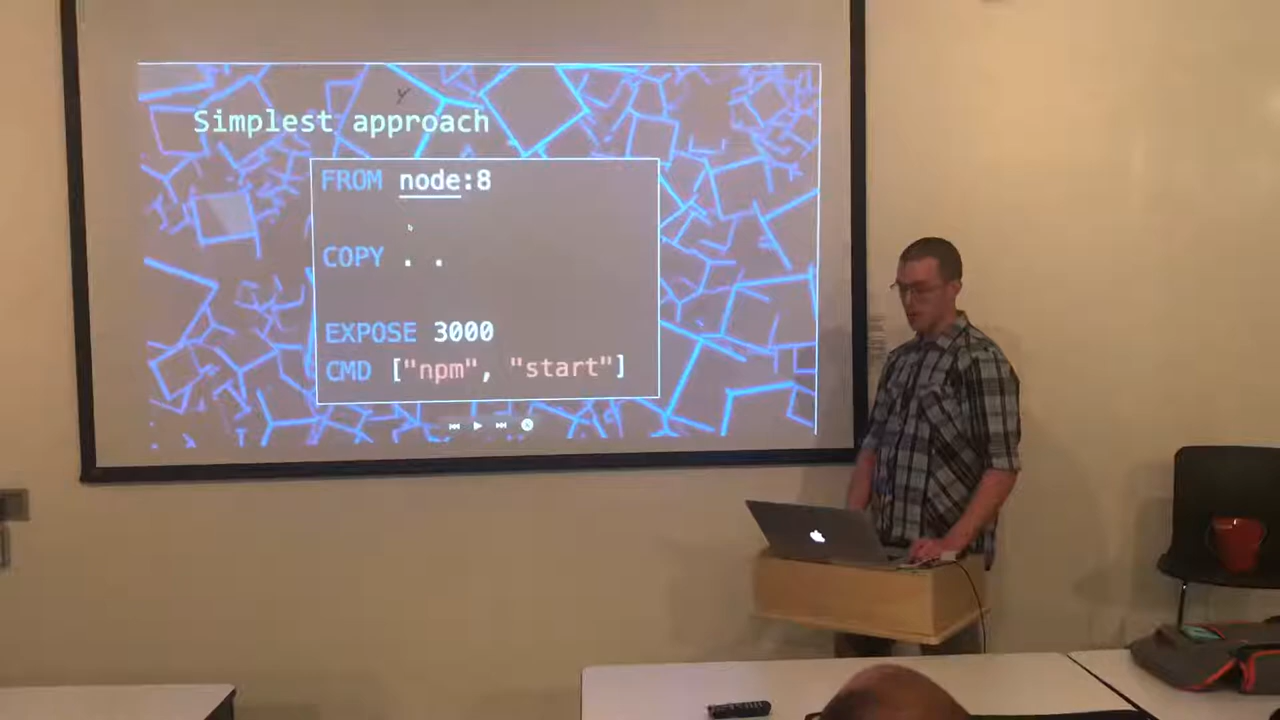 Simplest approach
FROM node:8
COPY . .
EXPOSE 3000
CMD ["npm", "start"]